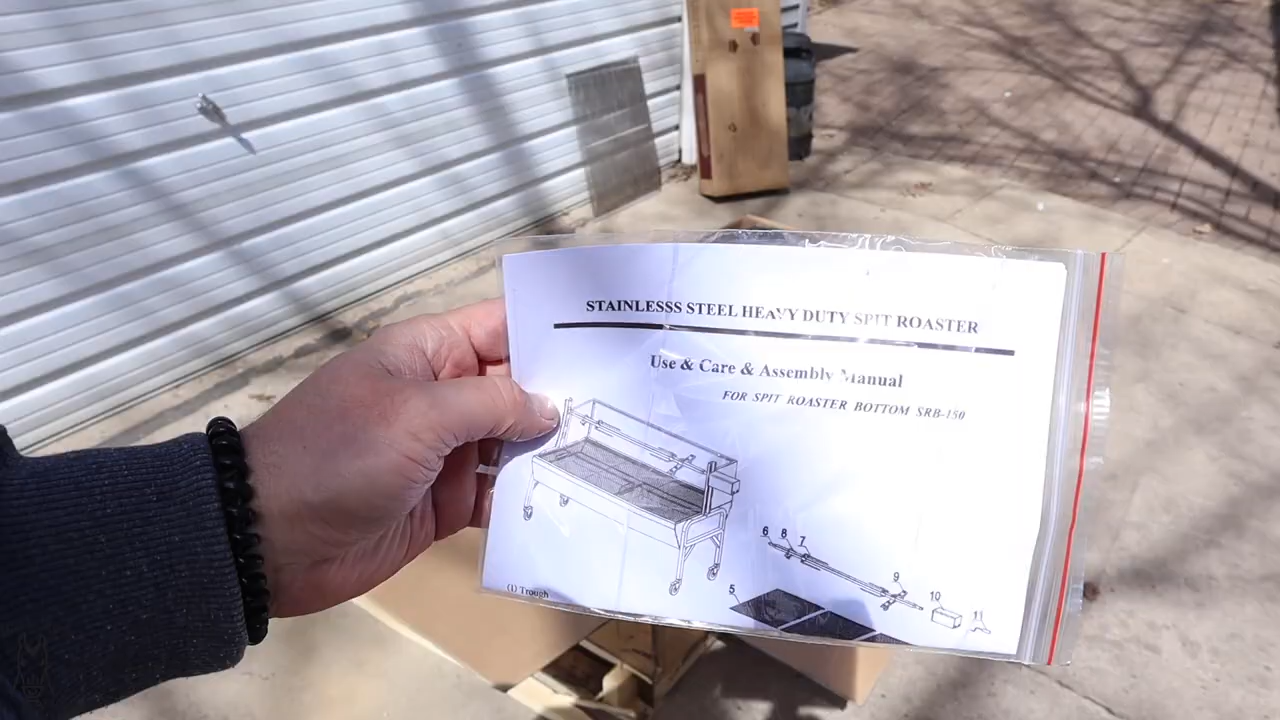 STAINLESSS STEEL HEAVY DUTY SPIT ROASTER
Use & Care & Assembly Manual
FOR SPIT ROASTER BOTTOM SRB-150
6 8 7
9
5
10
11
(1) Trough